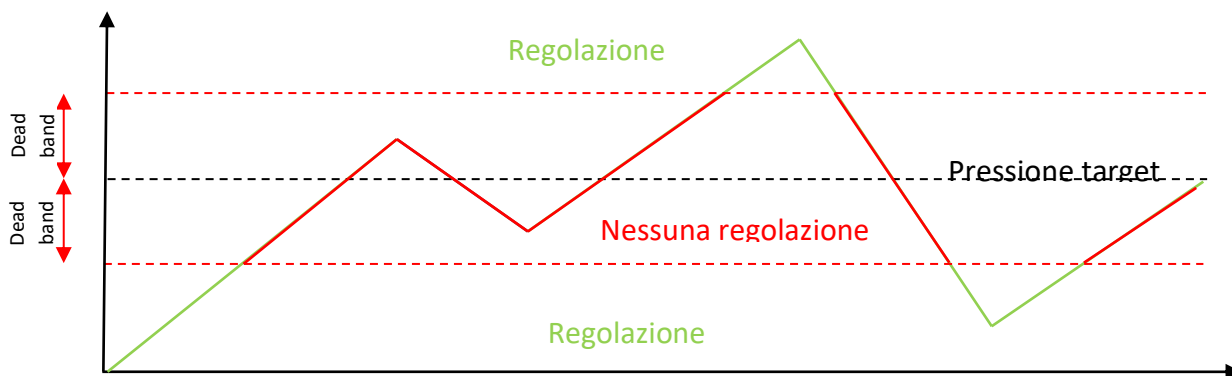 Regolazione
Dead
band
Pressione target
Dead
band
Nessuna regolazione
Regolazione